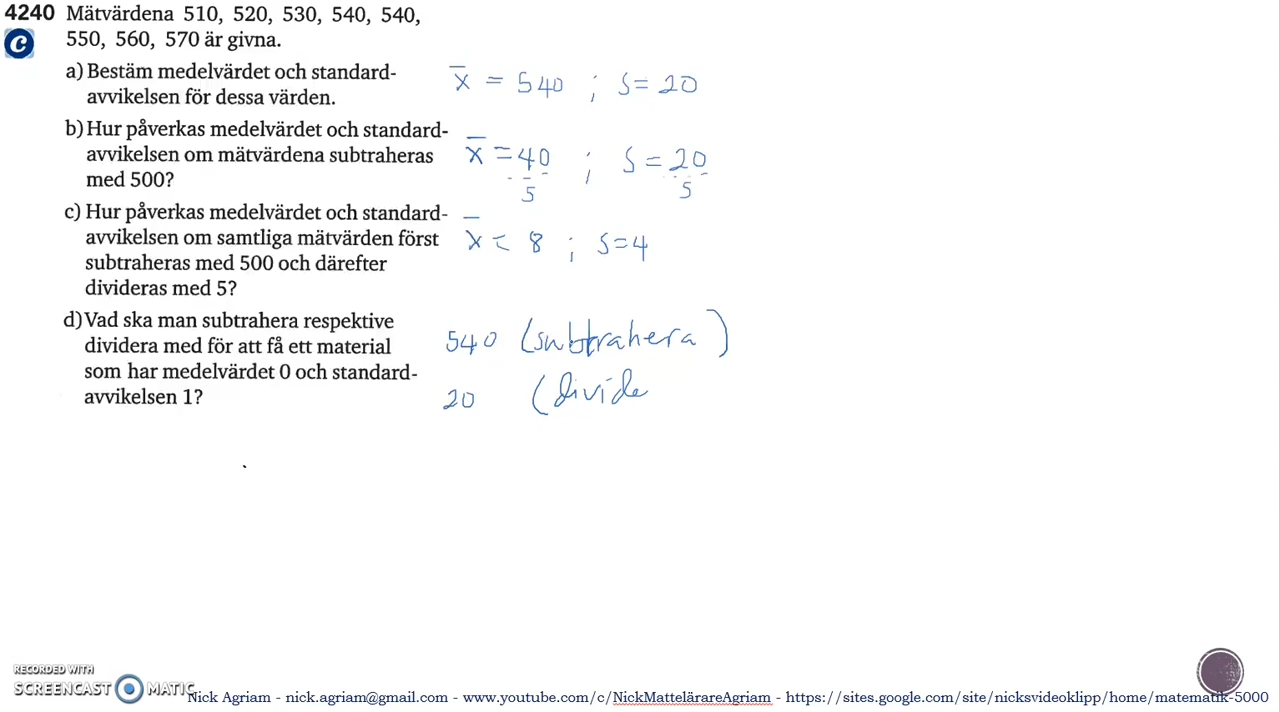 4240 Mätvärdena 510, 520, 530, 540, 540,
550, 560, 570 är givna.
a) Bestäm medelvärdet och standard-
avvikelsen för dessa värden.
x̄ = 540 ; s = 20
b) Hur påverkas medelvärdet och standard-
avvikelsen om mätvärdena subtraheras
med 500?
x̄ = 40 ; s = 20
5 5
c) Hur påverkas medelvärdet och standard-
avvikelsen om samtliga mätvärden först
subtraheras med 500 och därefter
divideras med 5?
x̄ = 8 ; s = 4
d) Vad ska man subtrahera respektive
dividera med för att få ett material
som har medelvärdet 0 och standard-
avvikelsen 1?
540 (subtrahera)
20 (divide
RECORDED WITH
SCREENCAST MATIC
Nick Agriam - nick.agriam@gmail.com - www.youtube.com/c/NickMattelärareAgriam - https://sites.google.com/site/nicksvideoklipp/home/matematik-5000